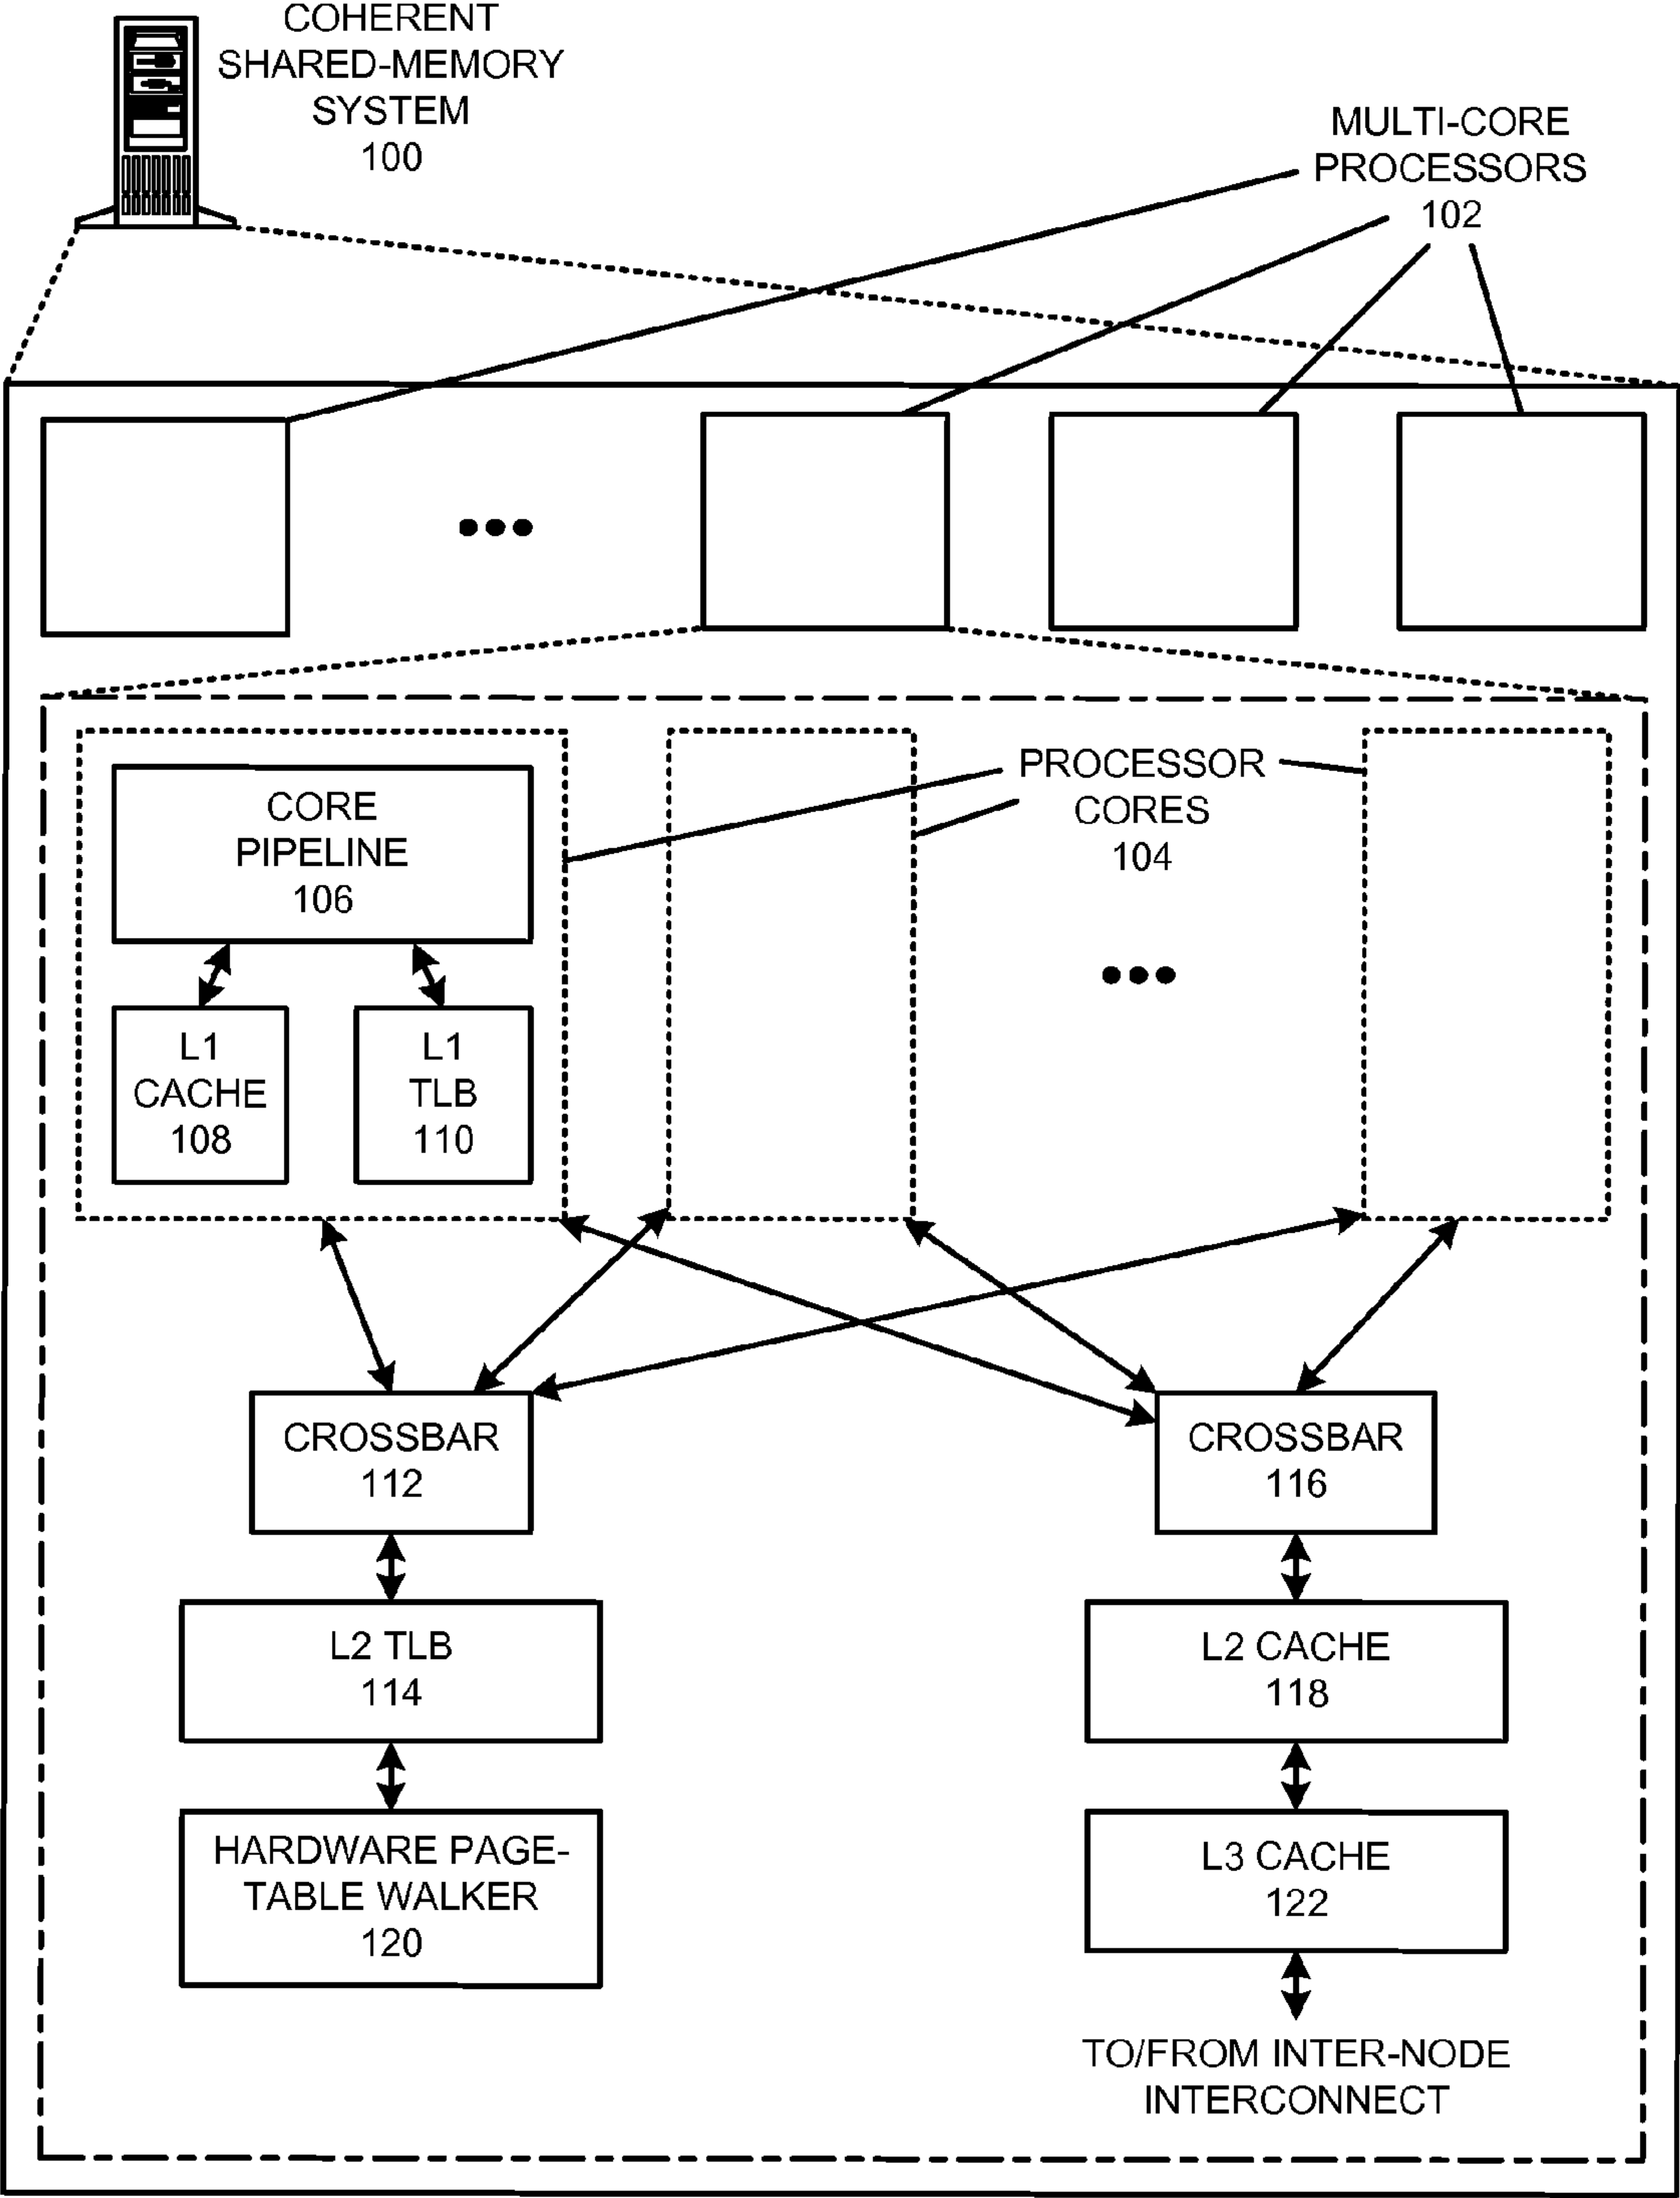 COHERENT
SHARED-MEMORY
SYSTEM
100
MULTI-CORE
PROCESSORS
102
PROCESSOR
CORES
104
CORE
PIPELINE
106
L1
CACHE
108
L1
TLB
110
CROSSBAR
112
CROSSBAR
116
L2 TLB
114
L2 CACHE
118
HARDWARE PAGE-
TABLE WALKER
120
L3 CACHE
122
TO/FROM INTER-NODE
INTERCONNECT